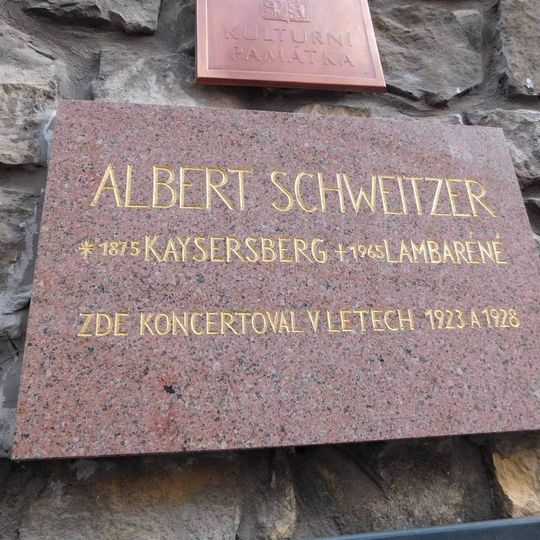 KULTURNÍ
PAMÁTKA
ALBERT SCHWEITZER
* 1875 KAYSERSBERG + 1965 LAMBARÉNÉ
ZDE KONCERTOVAL V LETECH 1923 A 1928